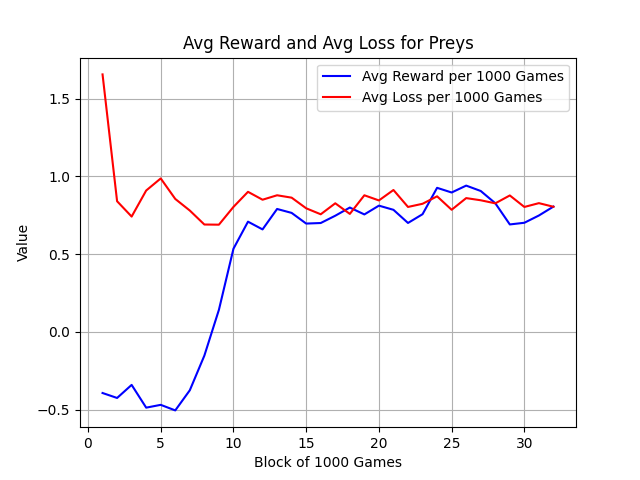 Avg Reward and Avg Loss for Preys
Avg Reward per 1000 Games
Avg Loss per 1000 Games
Value
1.5
1.0
0.5
0.0
−0.5
0 5 10 15 20 25 30
Block of 1000 Games